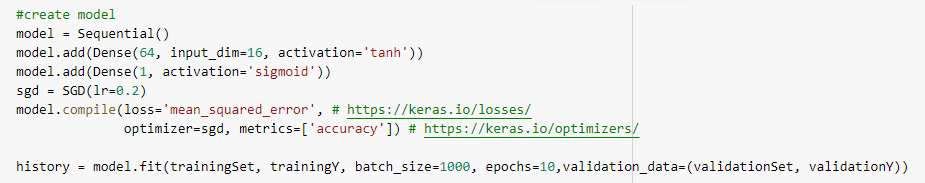 #create model
model = Sequential()
model.add(Dense(64, input_dim=16, activation='tanh'))
model.add(Dense(1, activation='sigmoid'))
sgd = SGD(lr=0.2)
model.compile(loss='mean_squared_error', # https://keras.io/losses/
optimizer=sgd, metrics=['accuracy']) # https://keras.io/optimizers/
history = model.fit(trainingSet, trainingY, batch_size=1000, epochs=10,validation_data=(validationSet, validationY))